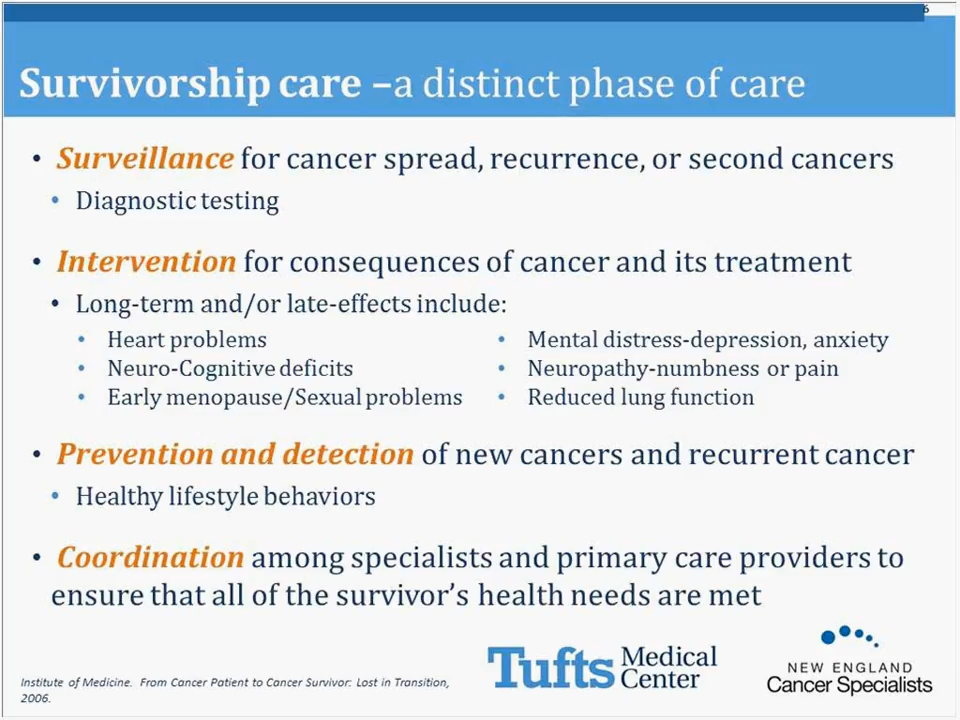 6
Survivorship care –a distinct phase of care
• Surveillance for cancer spread, recurrence, or second cancers
• Diagnostic testing
• Intervention for consequences of cancer and its treatment
• Long-term and/or late-effects include:
• Heart problems
• Neuro-Cognitive deficits
• Early menopause/Sexual problems
• Mental distress-depression, anxiety
• Neuropathy-numbness or pain
• Reduced lung function
• Prevention and detection of new cancers and recurrent cancer
• Healthy lifestyle behaviors
• Coordination among specialists and primary care providers to
ensure that all of the survivor's health needs are met
Institute of Medicine. From Cancer Patient to Cancer Survivor: Lost in Transition,
2006.
Tufts Medical
Center
NEW ENGLAND
Cancer Specialists